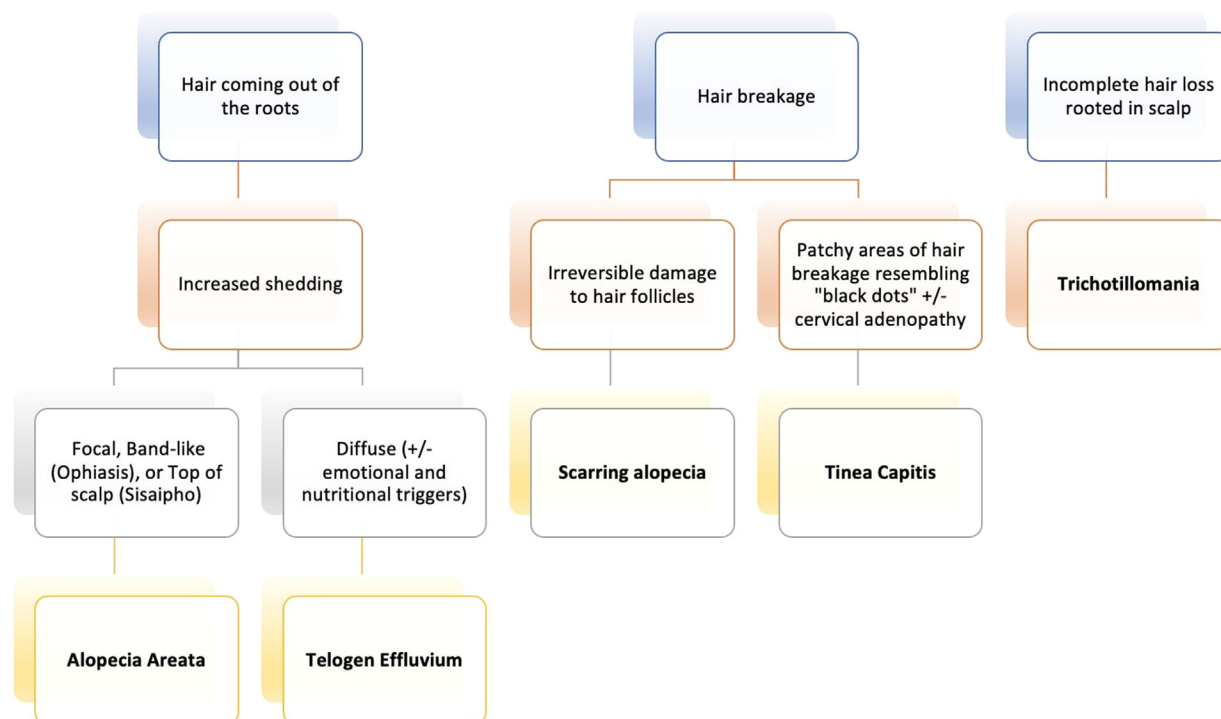 Hair coming out of
the roots
Hair breakage
Incomplete hair loss
rooted in scalp
Increased shedding
Irreversible damage
to hair follicles
Patchy areas of hair
breakage resembling
"black dots" +/-
cervical adenopathy
Trichotillomania
Focal, Band-like
(Ophiasis), or Top of
scalp (Sisaipho)
Diffuse (+/-
emotional and
nutritional triggers)
Scarring alopecia
Tinea Capitis
Alopecia Areata
Telogen Effluvium